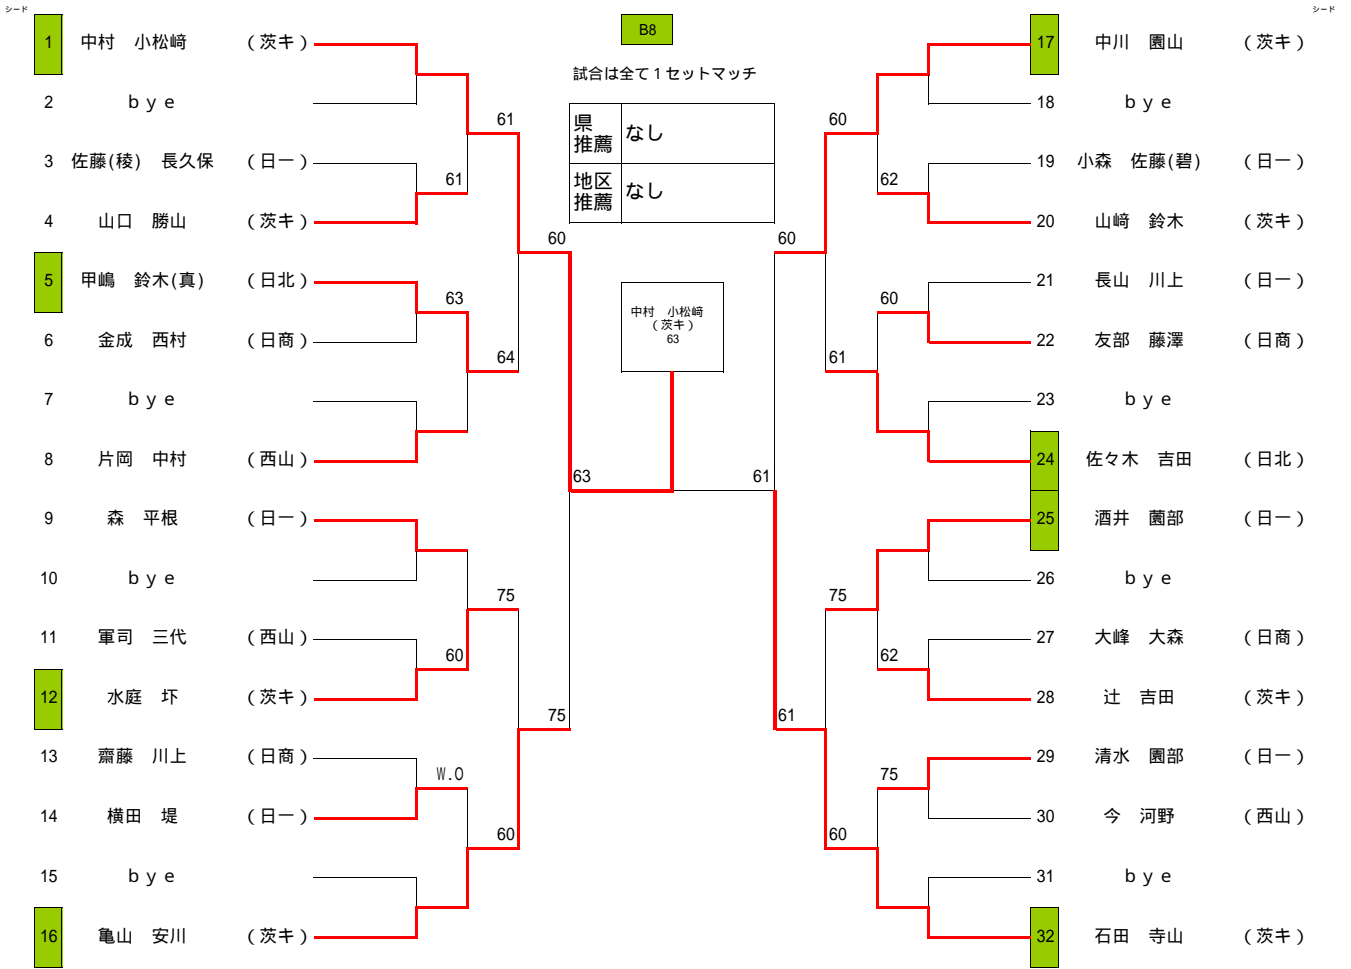 シード
シード
B8
試合は全て１セットマッチ
県
推薦
なし
地区
推薦
なし
1 中村　小松﨑 （茨キ）
2 ｂｙｅ
3 佐藤(稜)　長久保 （日一）
4 山口　勝山 （茨キ）
5 甲嶋　鈴木(真) （日北）
6 金成　西村 （日商）
7 ｂｙｅ
8 片岡　中村 （西山）
9 森　平根 （日一）
10 ｂｙｅ
11 軍司　三代 （西山）
12 水庭　圷 （茨キ）
13 齋藤　川上 （日商）
14 横田　堤 （日一）
15 ｂｙｅ
16 亀山　安川 （茨キ）
61
61
63
64
60
60
75
W.O
60
75
63
中村　小松﨑
（茨キ）
63
61
60
62
60
60
61
75
62
61
75
60
17 中川　園山 （茨キ）
18 ｂｙｅ
19 小森　佐藤(碧) （日一）
20 山﨑　鈴木 （茨キ）
21 長山　川上 （日一）
22 友部　藤澤 （日商）
23 ｂｙｅ
24 佐々木　吉田 （日北）
25 酒井　薗部 （日一）
26 ｂｙｅ
27 大峰　大森 （日商）
28 辻　吉田 （茨キ）
29 清水　園部 （日一）
30 今　河野 （西山）
31 ｂｙｅ
32 石田　寺山 （茨キ）